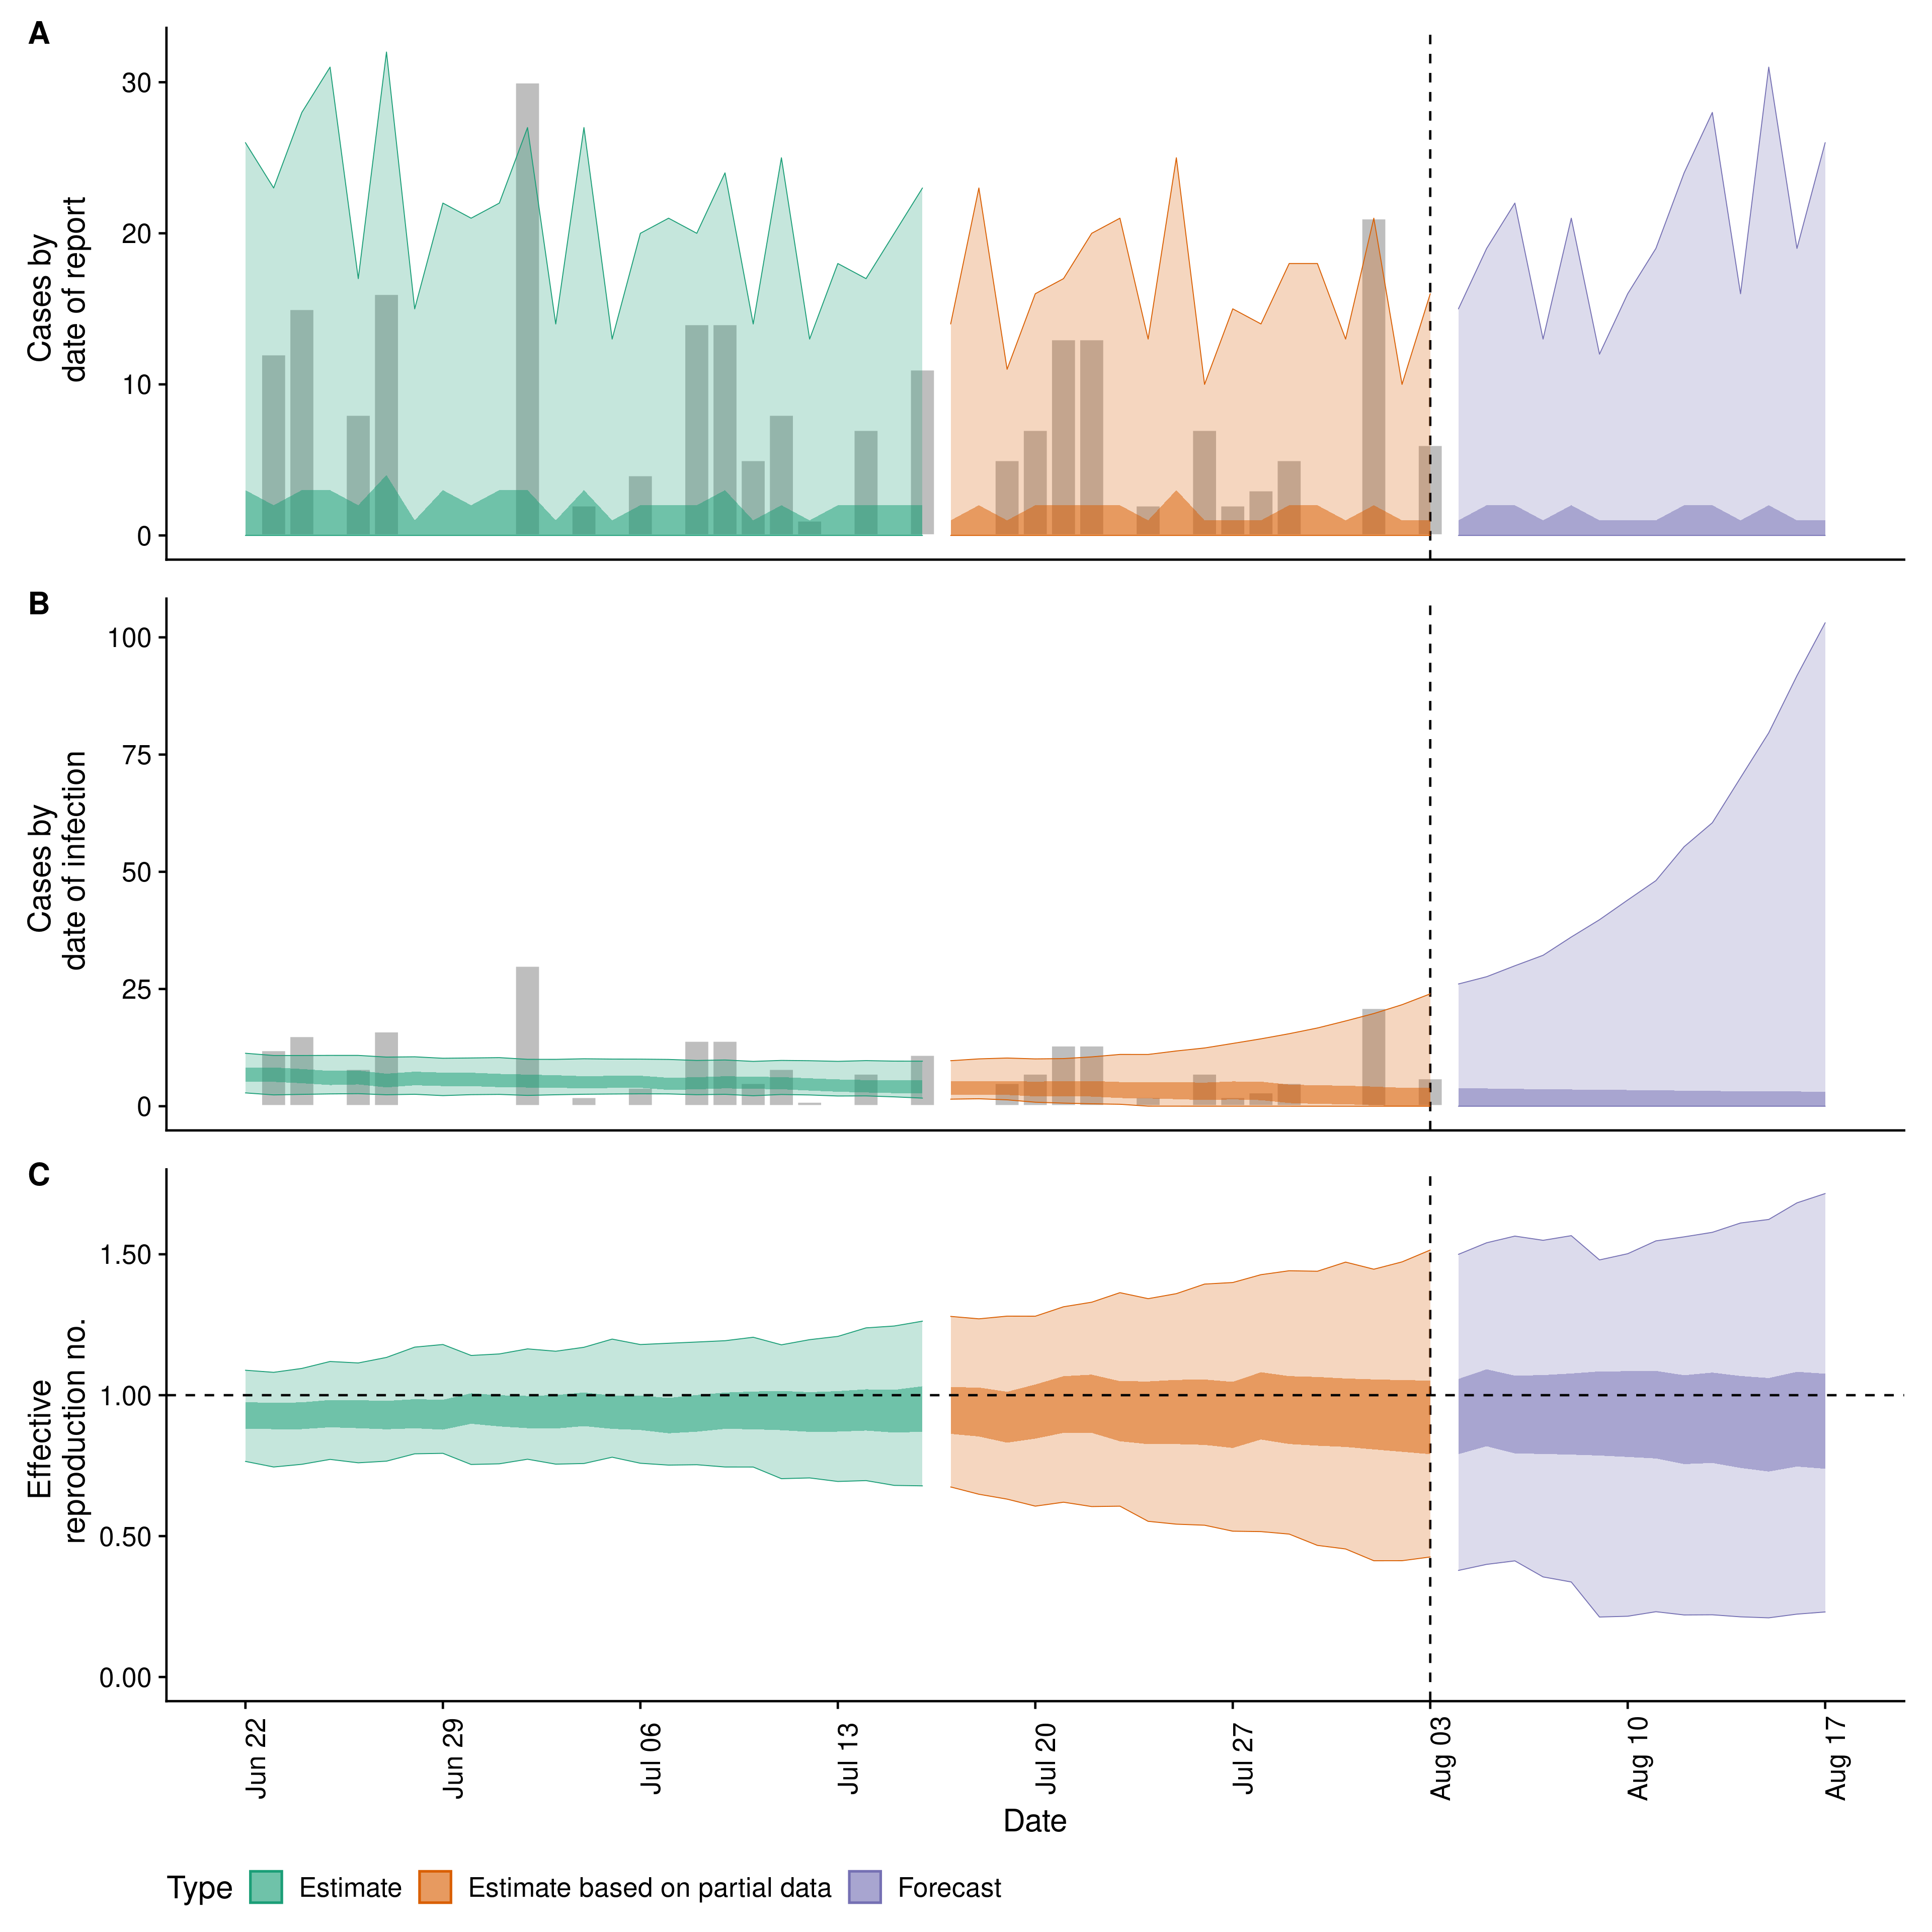 A
30
20
10
0
Cases by
date of report
B
100
75
50
25
0
Cases by
date of infection
C
1.50
1.00
0.50
0.00
Effective
reproduction no.
Jun 22
Jun 29
Jul 06
Jul 13
Jul 20
Jul 27
Aug 03
Aug 10
Aug 17
Date
Type Estimate Estimate based on partial data Forecast